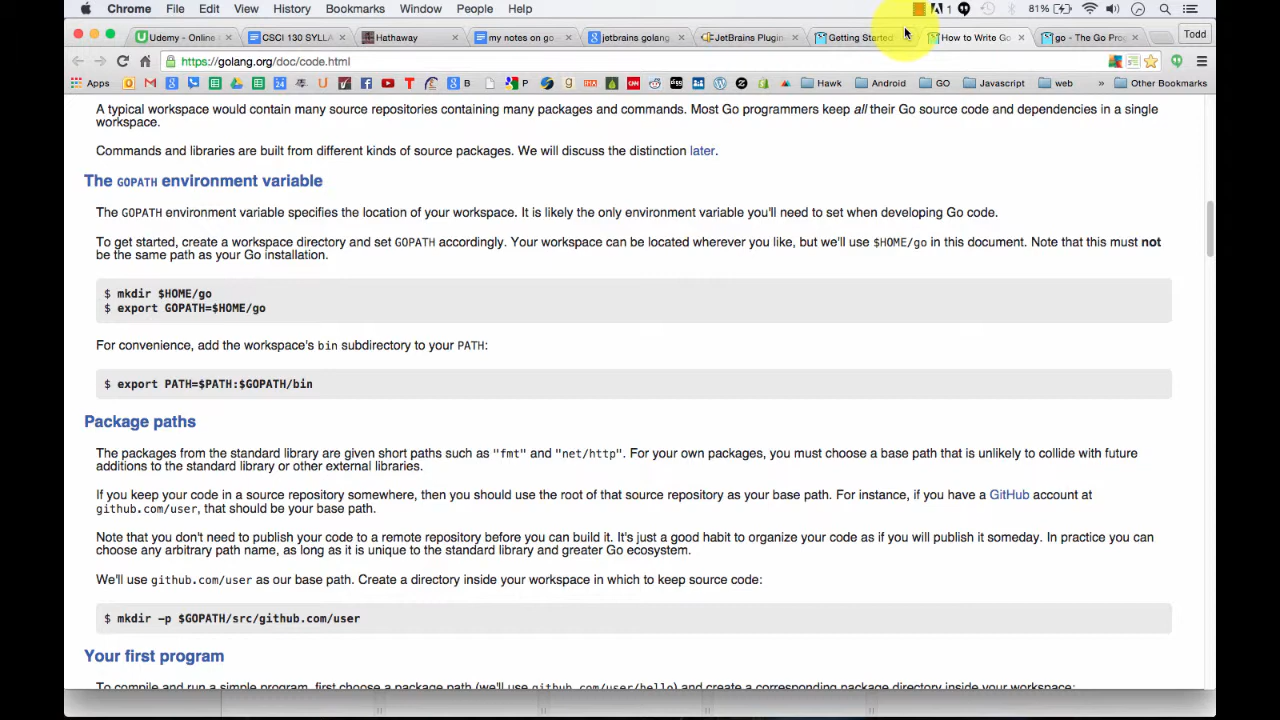 Chrome File Edit View History Bookmarks Window People Help 1 81%
Udemy - Online CSCI 130 SYLLA Hathaway my notes on go jetbrains golang JetBrains Plugin Getting Started How to Write Go go - The Go Pro Todd
https://golang.org/doc/code.html
Apps B P CNN Hawk Android GO Javascript web » Other Bookmarks
A typical workspace would contain many source repositories containing many packages and commands. Most Go programmers keep all their Go source code and dependencies in a single
workspace.
Commands and libraries are built from different kinds of source packages. We will discuss the distinction later.
The GOPATH environment variable
The GOPATH environment variable specifies the location of your workspace. It is likely the only environment variable you'll need to set when developing Go code.
To get started, create a workspace directory and set GOPATH accordingly. Your workspace can be located wherever you like, but we'll use $HOME/go in this document. Note that this must not
be the same path as your Go installation.
$ mkdir $HOME/go
$ export GOPATH=$HOME/go
For convenience, add the workspace's bin subdirectory to your PATH:
$ export PATH=$PATH:$GOPATH/bin
Package paths
The packages from the standard library are given short paths such as "fmt" and "net/http". For your own packages, you must choose a base path that is unlikely to collide with future
additions to the standard library or other external libraries.
If you keep your code in a source repository somewhere, then you should use the root of that source repository as your base path. For instance, if you have a GitHub account at
github.com/user, that should be your base path.
Note that you don't need to publish your code to a remote repository before you can build it. It's just a good habit to organize your code as if you will publish it someday. In practice you can
choose any arbitrary path name, as long as it is unique to the standard library and greater Go ecosystem.
We'll use github.com/user as our base path. Create a directory inside your workspace in which to keep source code:
$ mkdir -p $GOPATH/src/github.com/user
Your first program
To compile and run a simple program, first choose a package path (we'll use github.com/user/hello) and create a corresponding package directory inside your workspace: